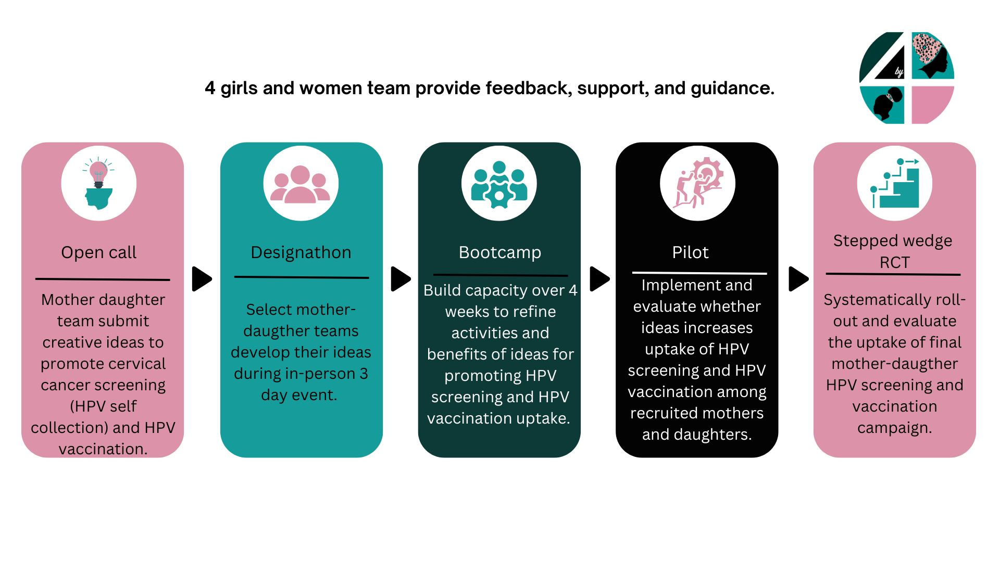 4 girls and women team provide feedback, support, and guidance.
4
by
Open call
Mother daughter
team submit
creative ideas to
promote cervical
cancer screening
(HPV self
collection) and HPV
vaccination.
Designathon
Select mother-
daugther teams
develop their ideas
during in-person 3
day event.
Bootcamp
Build capacity over 4
weeks to refine
activities and
benefits of ideas for
promoting HPV
screening and HPV
vaccination uptake.
Pilot
Implement and
evaluate whether
ideas increases
uptake of HPV
screening and HPV
vaccination among
recruited mothers
and daughters.
Stepped wedge
RCT
Systematically roll-
out and evaluate
the uptake of final
mother-daugther
HPV screening and
vaccination
campaign.